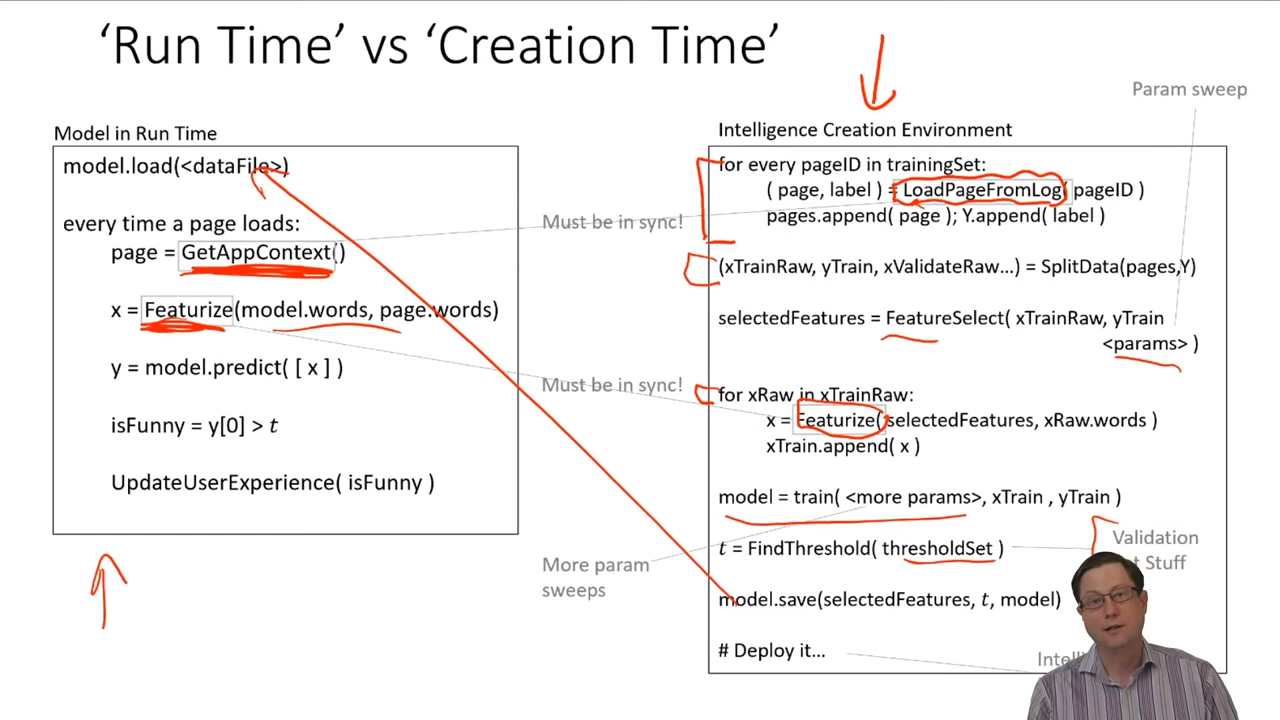 ‘Run Time’ vs ‘Creation Time’
Param sweep
Model in Run Time
model.load(<dataFile>)
every time a page loads:
page = GetAppContext()
x = Featurize(model.words, page.words)
y = model.predict( [ x ] )
isFunny = y[0] > t
UpdateUserExperience( isFunny )
Must be in sync!
Must be in sync!
More param
sweeps
Intelligence Creation Environment
for every pageID in trainingSet:
( page, label ) = LoadPageFromLog( pageID )
pages.append( page ); Y.append( label )
(xTrainRaw, yTrain, xValidateRaw...) = SplitData(pages,Y)
selectedFeatures = FeatureSelect( xTrainRaw, yTrain
<params> )
for xRaw in xTrainRaw:
x = Featurize( selectedFeatures, xRaw.words )
xTrain.append( x )
model = train( <more params>, xTrain , yTrain )
t = FindThreshold( thresholdSet )
model.save(selectedFeatures, t, model)
# Deploy it...
Validation
Stuff